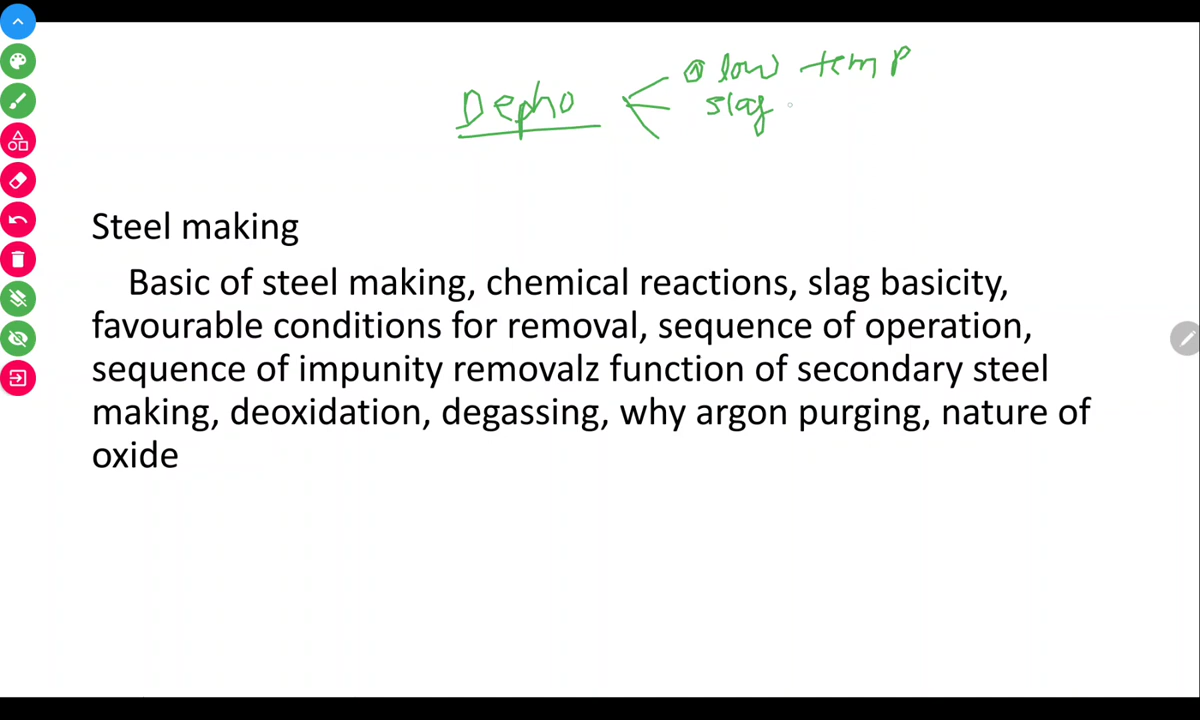 low temp
Depho
slag
Steel making
Basic of steel making, chemical reactions, slag basicity,
favourable conditions for removal, sequence of operation,
sequence of impunity removalz function of secondary steel
making, deoxidation, degassing, why argon purging, nature of
oxide